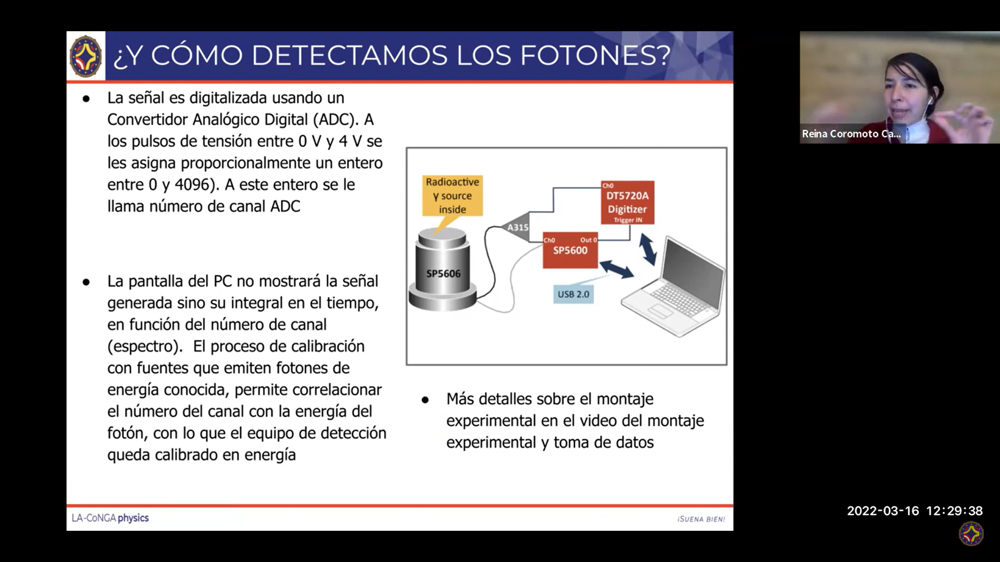 ¿Y CÓMO DETECTAMOS LOS FOTONES?
● La señal es digitalizada usando un
Convertidor Analógico Digital (ADC). A
los pulsos de tensión entre 0 V y 4 V se
les asigna proporcionalmente un entero
entre 0 y 4096). A este entero se le
llama número de canal ADC
● La pantalla del PC no mostrará la señal
generada sino su integral en el tiempo,
en función del número de canal
(espectro). El proceso de calibración
con fuentes que emiten fotones de
energía conocida, permite correlacionar
el número del canal con la energía del
fotón, con lo que el equipo de detección
queda calibrado en energía
Radioactive
γ source
inside
SP5606
A315
Ch0
DT5720A
Digitizer
Trigger IN
Ch0
Out 0
SP5600
USB 2.0
● Más detalles sobre el montaje
experimental en el video del montaje
experimental y toma de datos
LA-CoNGA physics
¡SUENA BIEN!
Reina Coromoto Ca...
2022-03-16 12:29:38